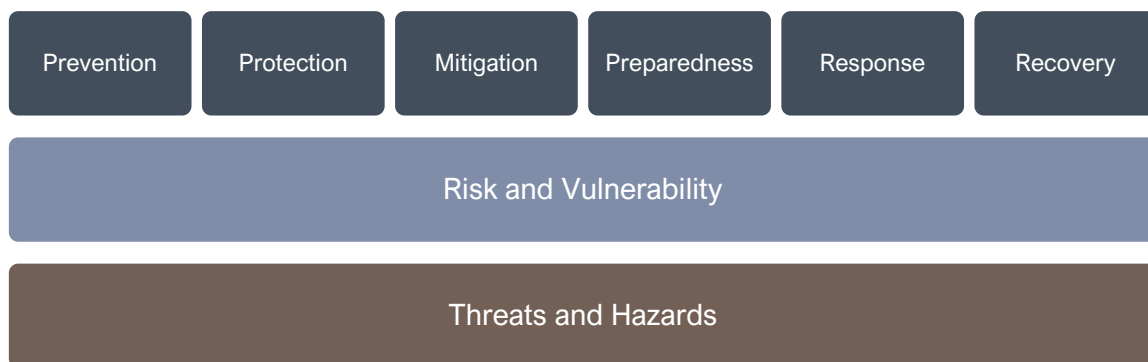 Prevention
Protection
Mitigation
Preparedness
Response
Recovery
Risk and Vulnerability
Threats and Hazards